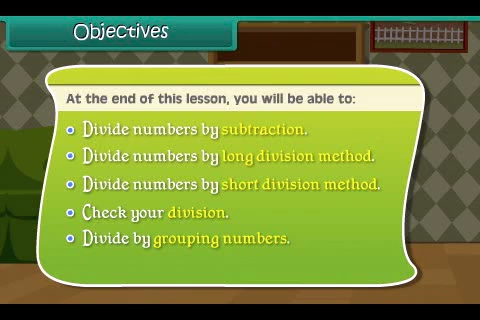 Objectives
At the end of this lesson, you will be able to:
Divide numbers by subtraction.
Divide numbers by long division method.
Divide numbers by short division method.
Check your division.
Divide by grouping numbers.